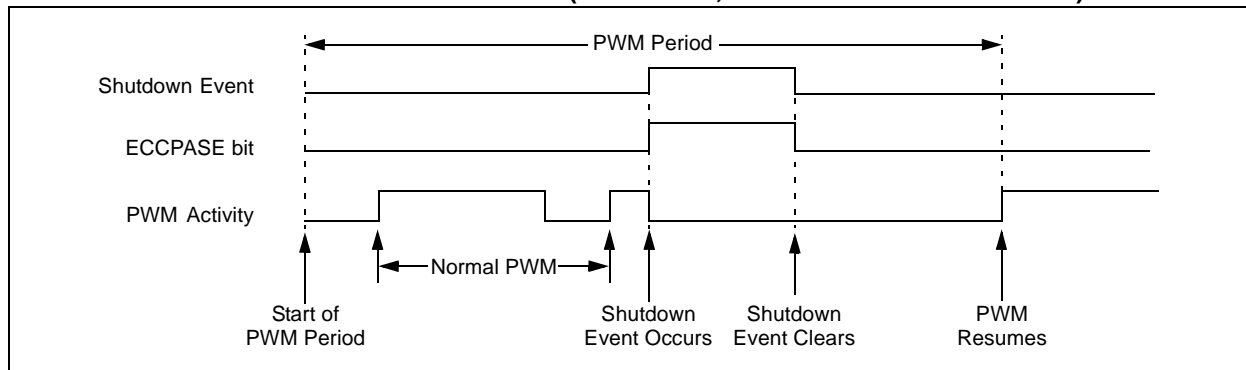 PWM Period
Shutdown Event
ECCPASE bit
PWM Activity
Normal PWM
Start of
PWM Period
Shutdown
Event Occurs
Shutdown
Event Clears
PWM
Resumes